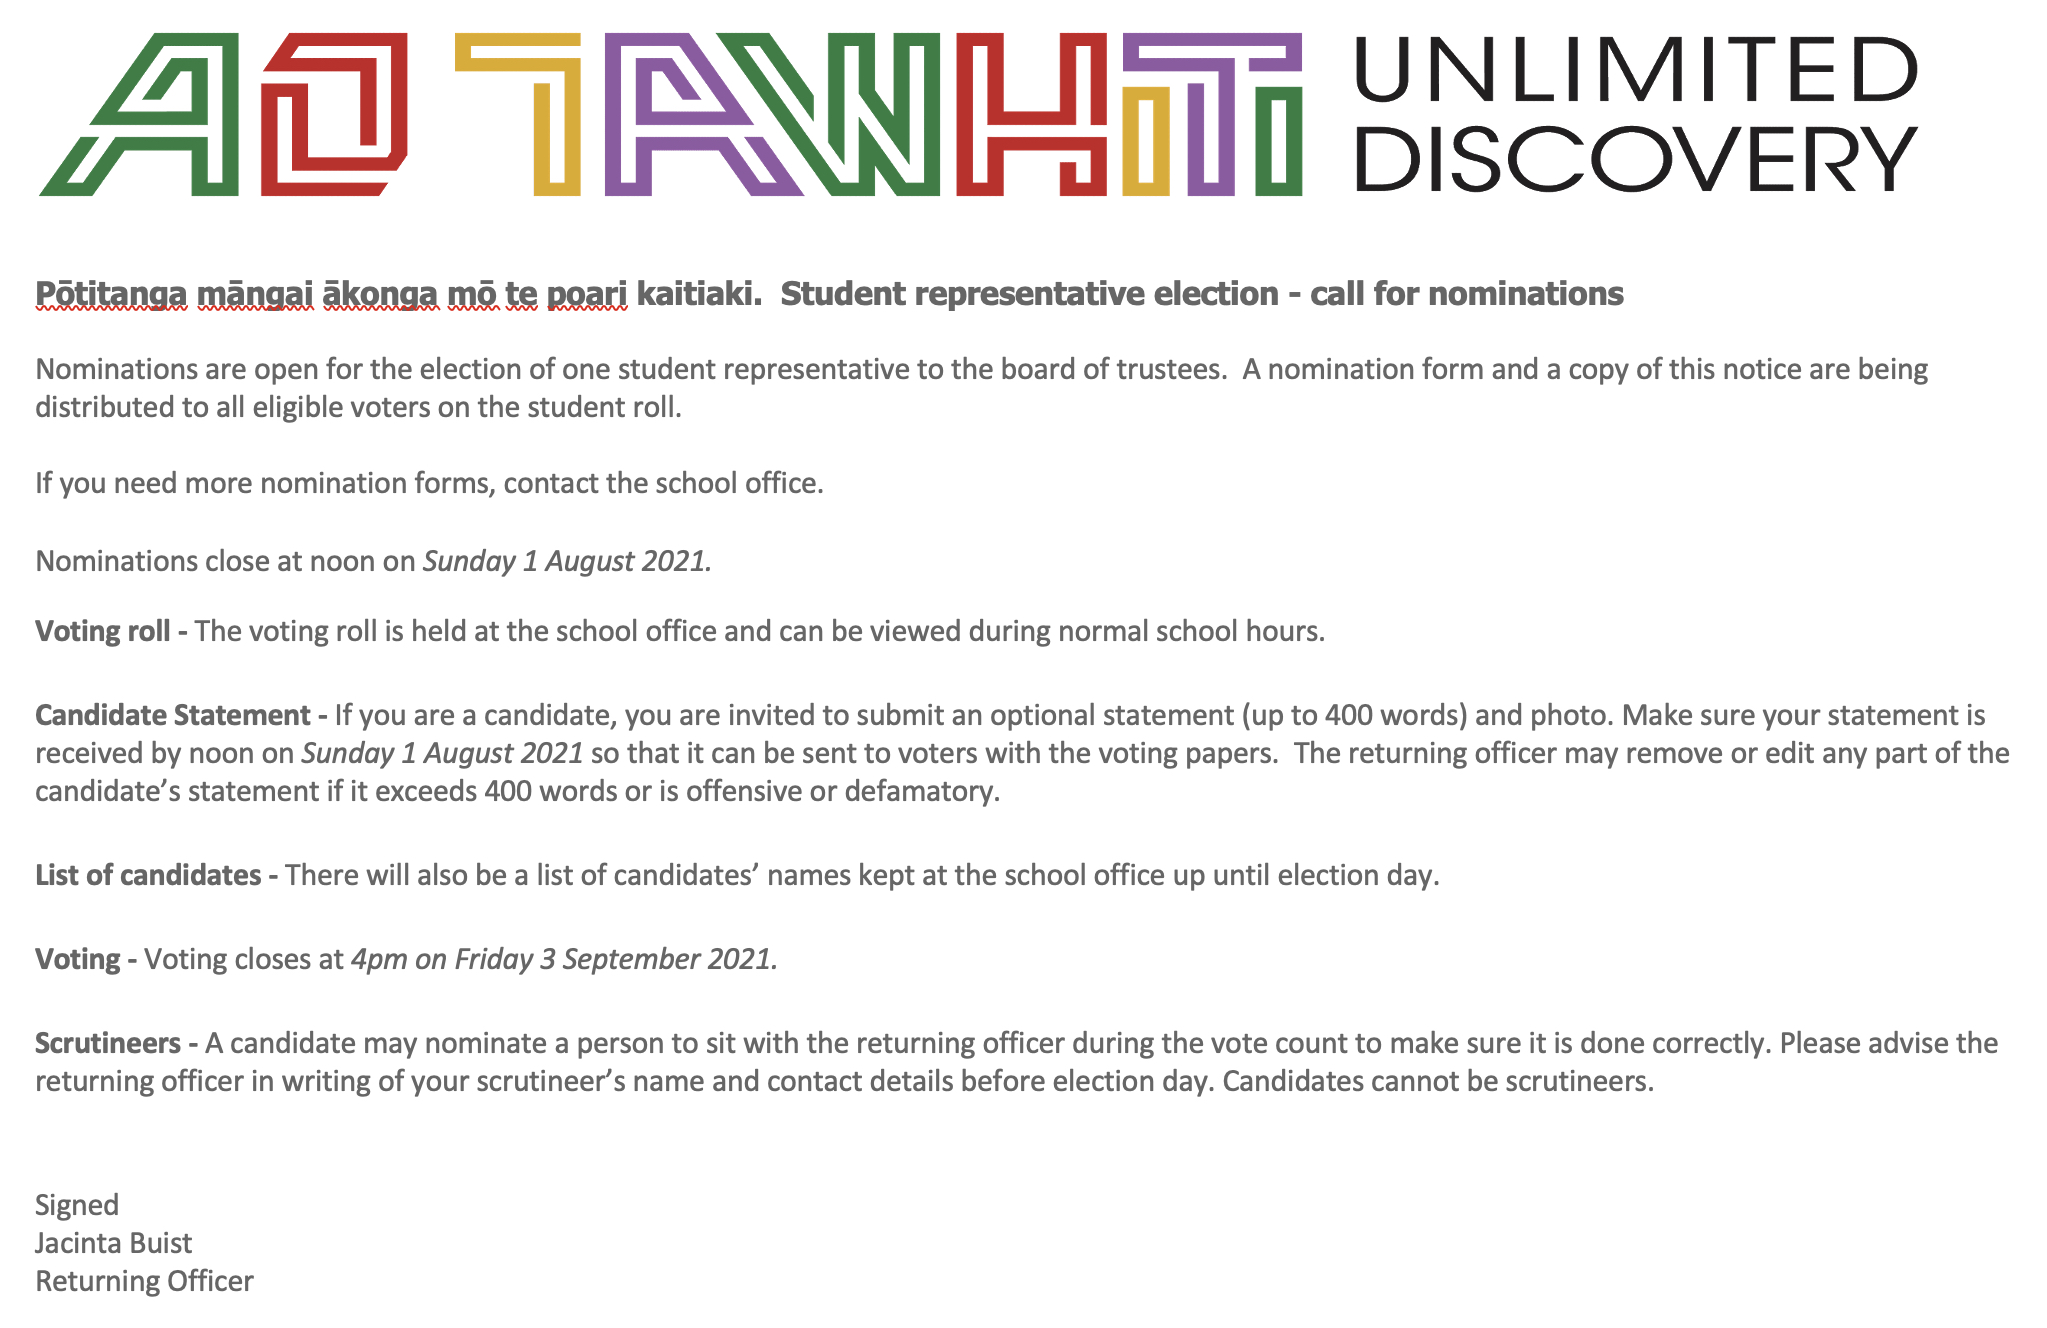 AO TAWHITI UNLIMITED
DISCOVERY
Pōtitanga māngai ākonga mō te poari kaitiaki.  Student representative election - call for nominations
Nominations are open for the election of one student representative to the board of trustees.  A nomination form and a copy of this notice are being
distributed to all eligible voters on the student roll.
If you need more nomination forms, contact the school office.
Nominations close at noon on Sunday 1 August 2021.
Voting roll - The voting roll is held at the school office and can be viewed during normal school hours.
Candidate Statement - If you are a candidate, you are invited to submit an optional statement (up to 400 words) and photo. Make sure your statement is
received by noon on Sunday 1 August 2021 so that it can be sent to voters with the voting papers.  The returning officer may remove or edit any part of the
candidate’s statement if it exceeds 400 words or is offensive or defamatory.
List of candidates - There will also be a list of candidates’ names kept at the school office up until election day.
Voting - Voting closes at 4pm on Friday 3 September 2021.
Scrutineers - A candidate may nominate a person to sit with the returning officer during the vote count to make sure it is done correctly. Please advise the
returning officer in writing of your scrutineer’s name and contact details before election day. Candidates cannot be scrutineers.
Signed
Jacinta Buist
Returning Officer